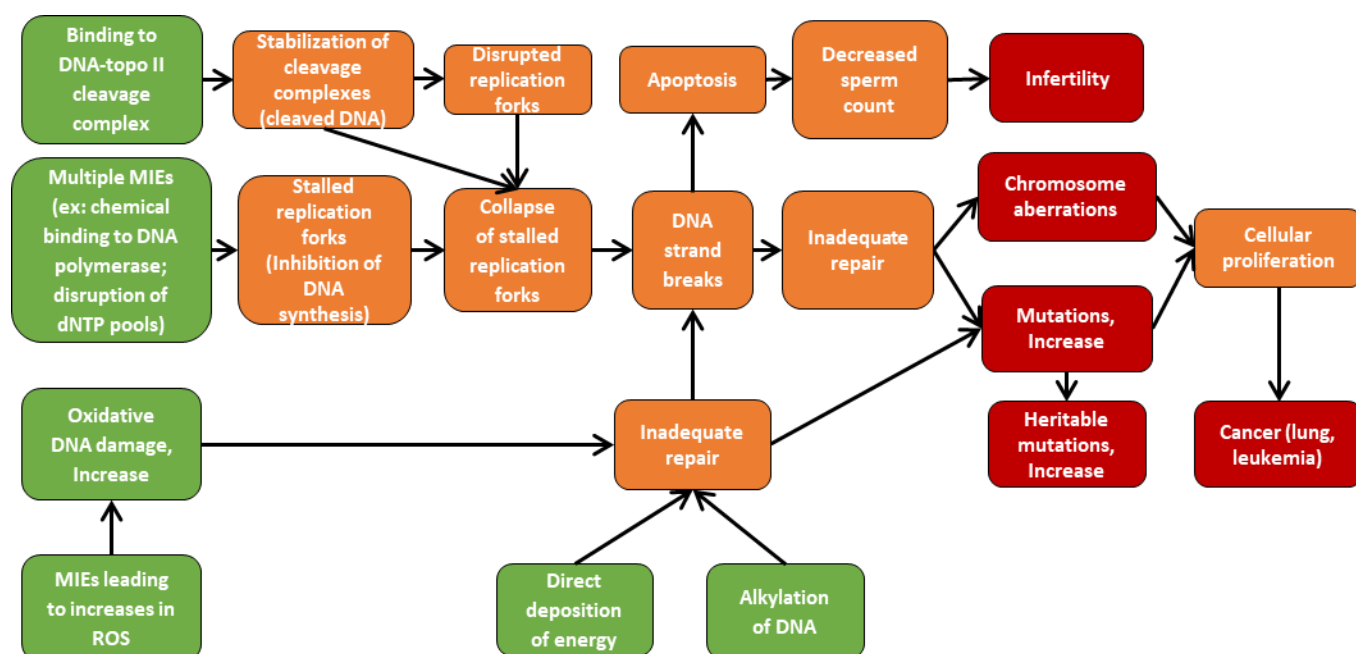 Binding to
DNA-topo II
cleavage
complex
Stabilization of
cleavage
complexes
(cleaved DNA)
Disrupted
replication
forks
Apoptosis
Decreased
sperm
count
Infertility
Multiple MIEs
(ex: chemical
binding to DNA
polymerase;
disruption of
dNTP pools)
Stalled
replication
forks
(Inhibition of
DNA
synthesis)
Collapse
of stalled
replication
forks
DNA
strand
breaks
Inadequate
repair
Chromosome
aberrations
Mutations,
Increase
Cellular
proliferation
Oxidative
DNA damage,
Increase
Inadequate
repair
Heritable
mutations,
Increase
Cancer (lung,
leukemia)
MIEs leading
to increases in
ROS
Direct
deposition
of energy
Alkylation
of DNA